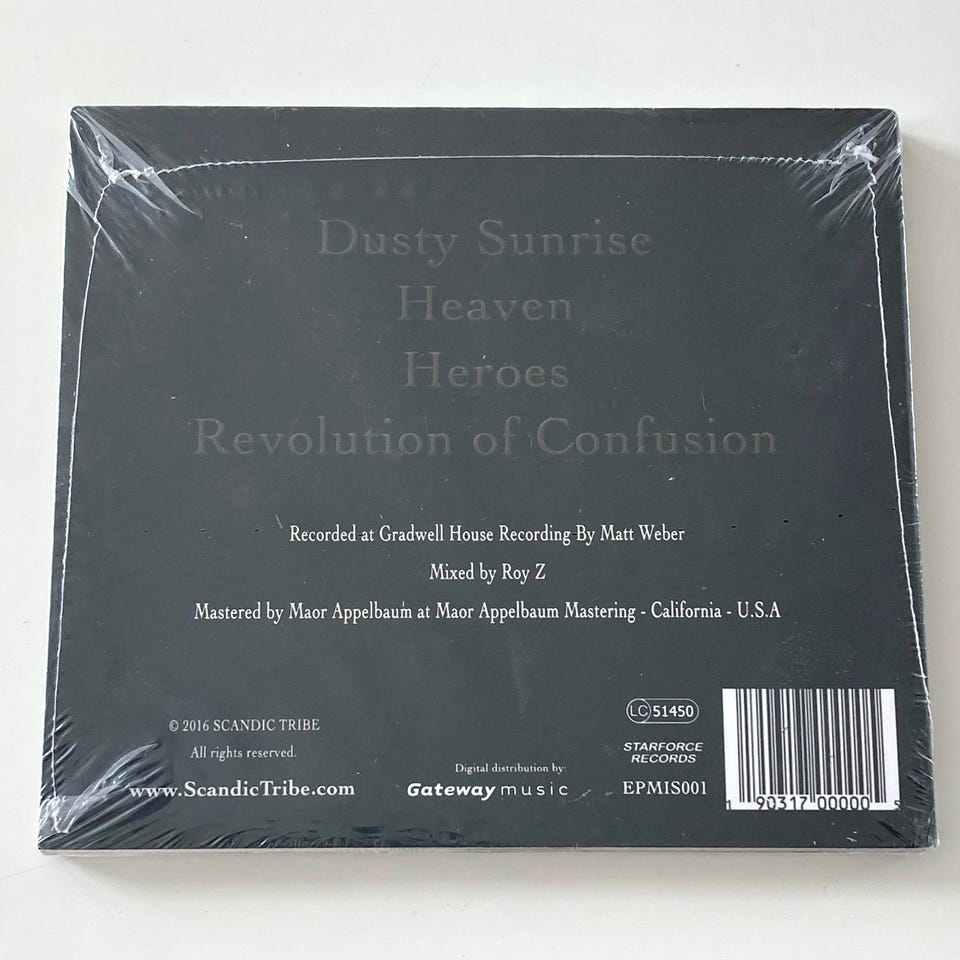 Dusty Sunrise
Heaven
Heroes
Revolution of Confusion
Recorded at Gradwell House Recording By Matt Weber
Mixed by Roy Z
Mastered by Maor Appelbaum at Maor Appelbaum Mastering - California - U.S.A
© 2016 SCANDIC TRIBE
All rights reserved.
www.ScandicTribe.com
Digital distribution by:
Gateway music
LC 51450
STARFORCE
RECORDS
EPMIS001
1 90317 00000 5